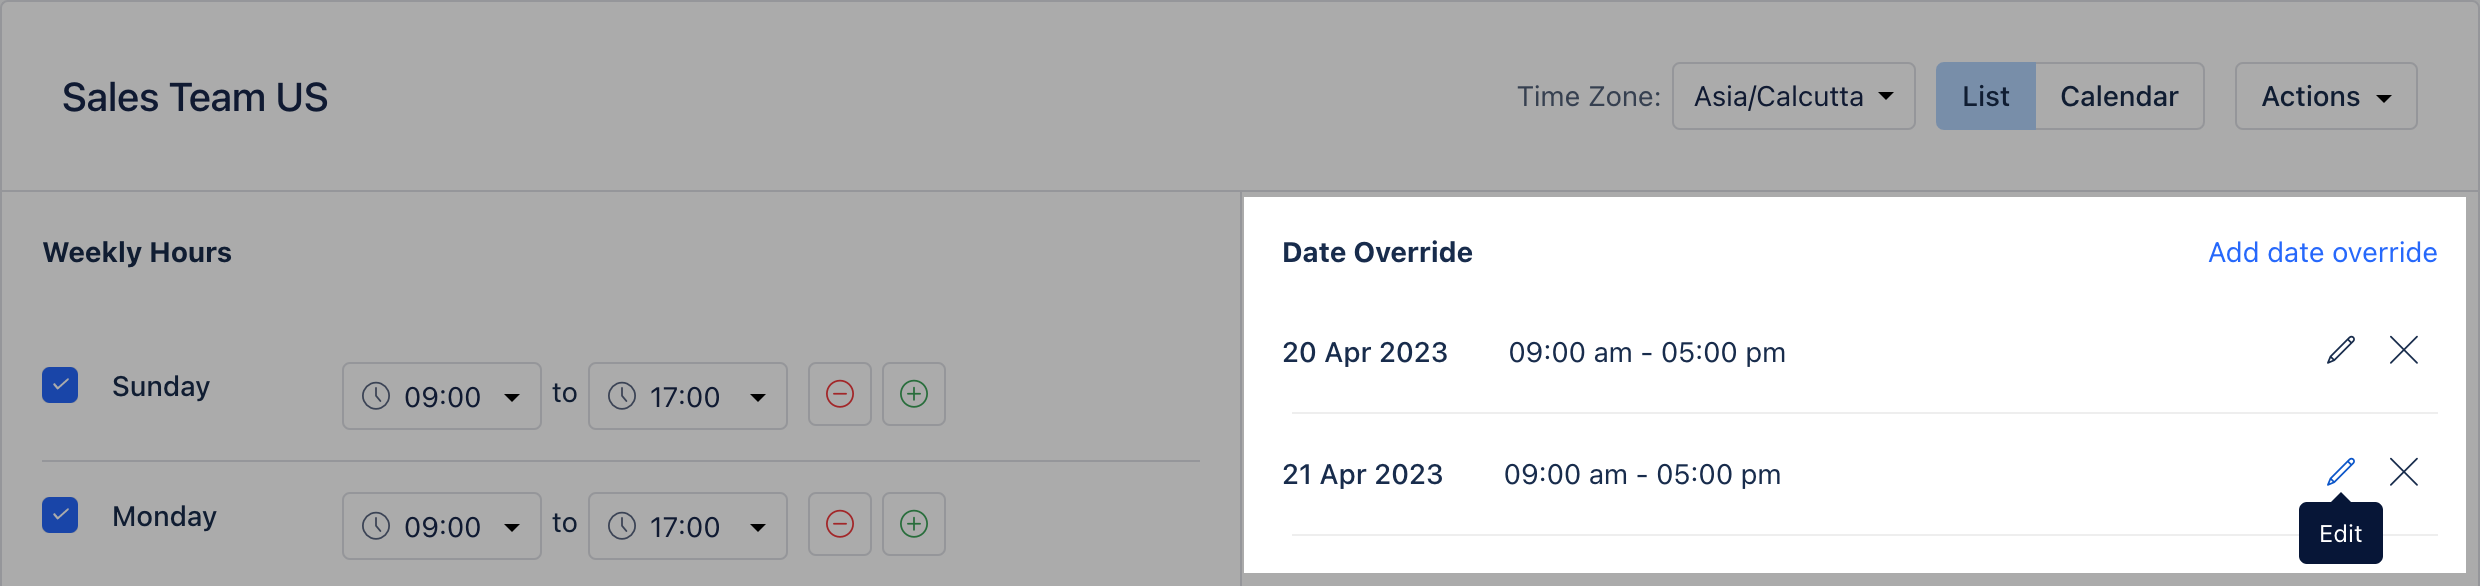 Sales Team US
Time Zone: Asia/Calcutta List Calendar Actions
Weekly Hours
Sunday 09:00 to 17:00
Monday 09:00 to 17:00
Date Override Add date override
20 Apr 2023 09:00 am - 05:00 pm
21 Apr 2023 09:00 am - 05:00 pm
Edit